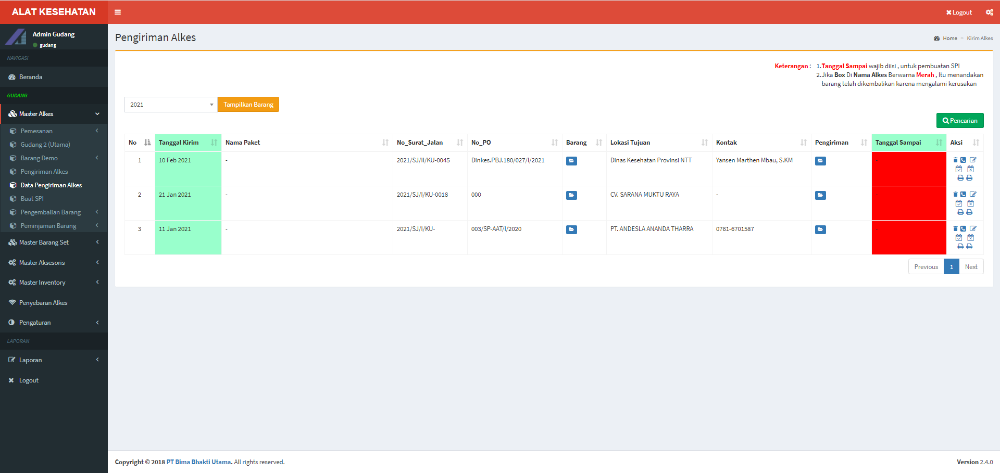 ALAT KESEHATAN
Logout
Admin Gudang
gudang
NAVIGASI
Beranda
GUDANG
Master Alkes
Pemesanan
Gudang 2 (Utama)
Barang Demo
Pengiriman Alkes
Data Pengiriman Alkes
Buat SPI
Pengembalian Barang
Peminjaman Barang
Master Barang Set
Master Aksesoris
Master Inventory
Penyebaran Alkes
Pengaturan
LAPORAN
Laporan
Logout
Pengiriman Alkes
Home > Kirim Alkes
Keterangan : 1.Tanggal Sampai wajib diisi , untuk pembuatan SPI
2.Jika Box Di Nama Alkes Berwarna Merah , Itu menandakan
barang telah dikembalikan karena mengalami kerusakan
2021 Tampilkan Barang
Pencarian
No Tanggal Kirim Nama Paket No_Surat_Jalan No_PO Barang Lokasi Tujuan Kontak Pengiriman Tanggal Sampai Aksi
1 10 Feb 2021 - 2021/SJ/II/KU-0045 Dinkes.PBJ.180/027/I/2021 Dinas Kesehatan Provinsi NTT Yansen Marthen Mbau, S.KM -
2 21 Jan 2021 - 2021/SJ/I/KU-0018 000 CV. SARANA MUKTU RAYA - -
3 11 Jan 2021 - 2021/SJ/I/KU- 003/SP-AAT/I/2020 PT. ANDESLA ANANDA THARRA 0761-6701587 -
Previous 1 Next
Copyright © 2018 PT Bima Bhakti Utama. All rights reserved.
Version 2.4.0